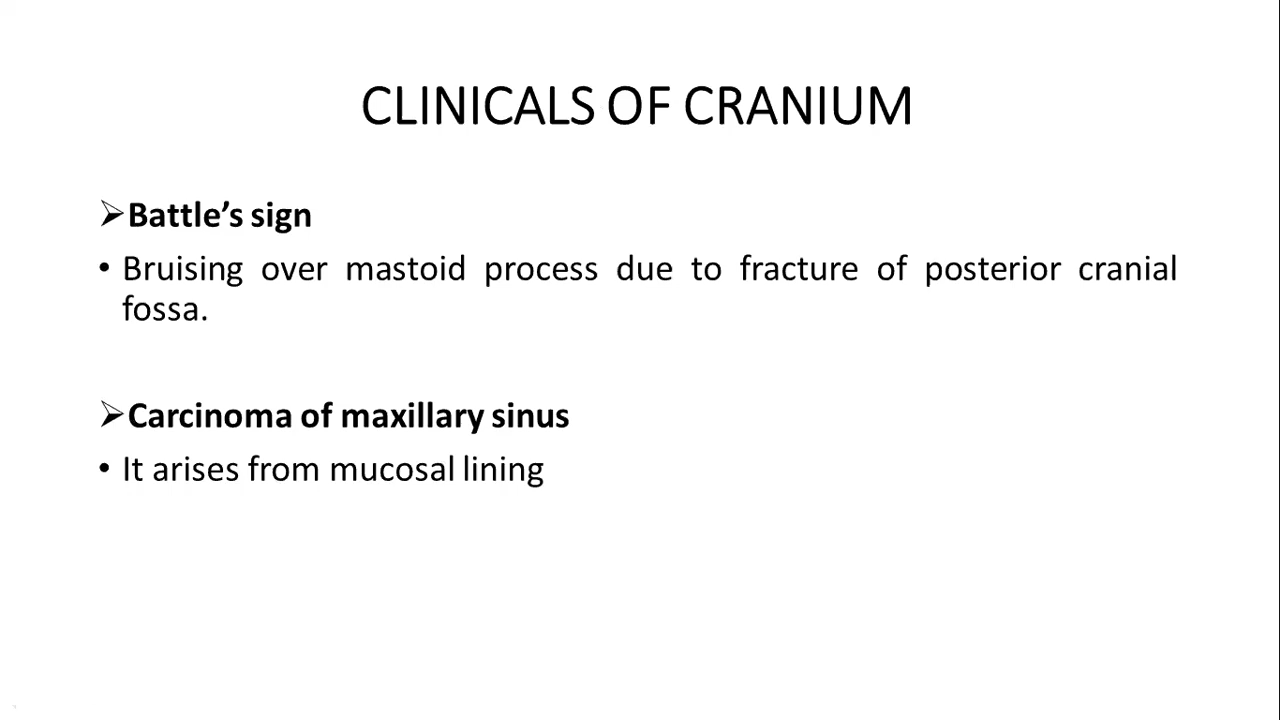 CLINICALS OF CRANIUM
➢Battle’s sign
• Bruising over mastoid process due to fracture of posterior cranial
fossa.
➢Carcinoma of maxillary sinus
• It arises from mucosal lining